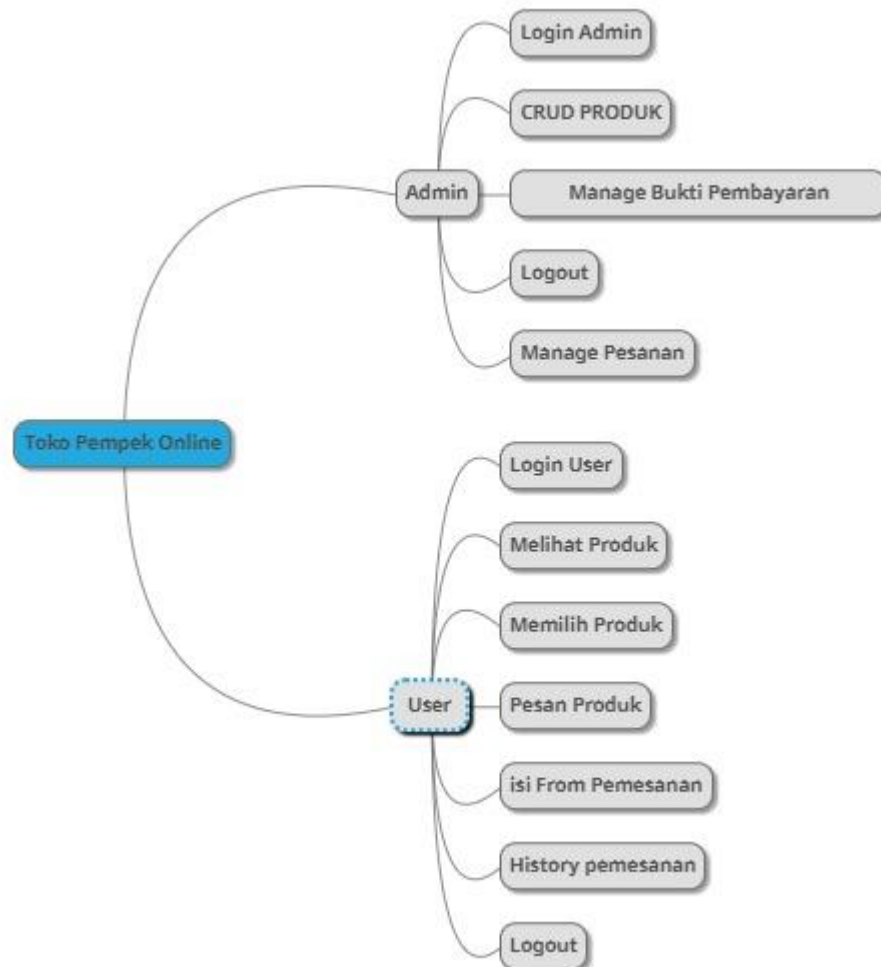 Toko Pempek Online
Admin
Login Admin
CRUD PRODUK
Manage Bukti Pembayaran
Logout
Manage Pesanan
User
Login User
Melihat Produk
Memilih Produk
Pesan Produk
isi From Pemesanan
History pemesanan
Logout